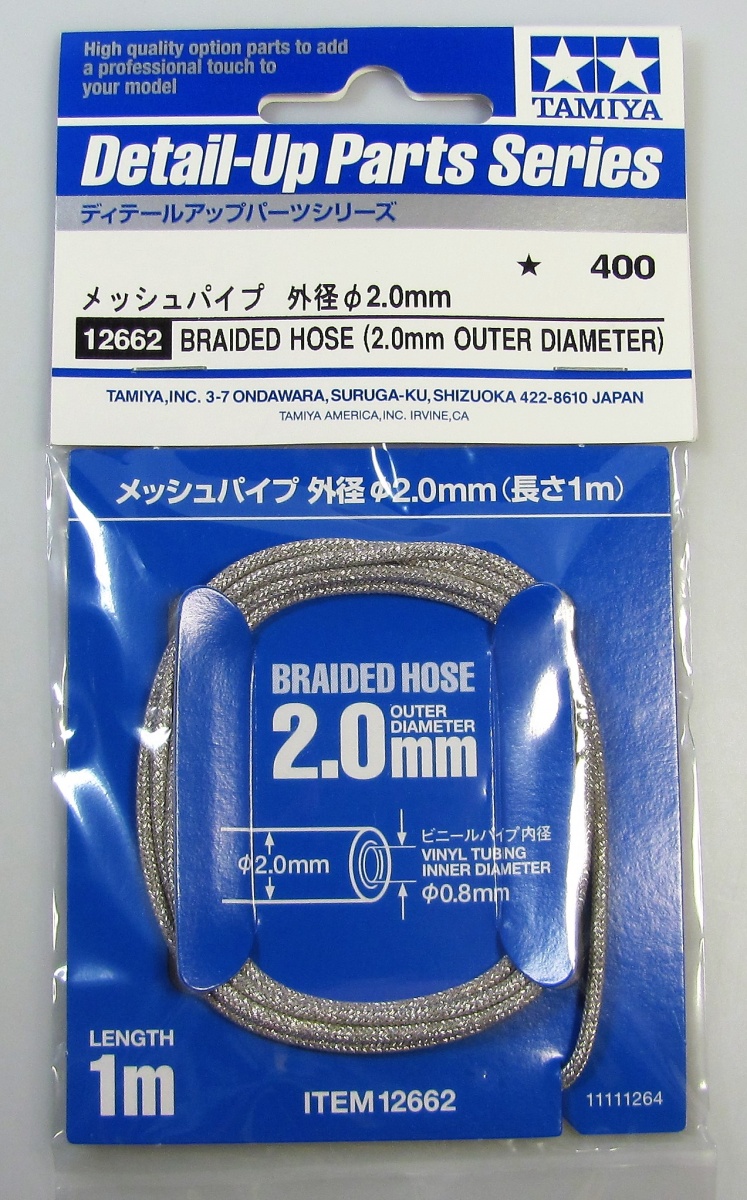 High quality option parts to add
a professional touch to
your model
TAMIYA
Detail-Up Parts Series
ディテールアップパーツシリーズ
★ 400
メッシュパイプ 外径φ2.0mm
12662 BRAIDED HOSE (2.0mm OUTER DIAMETER)
TAMIYA,INC. 3-7 ONDAWARA, SURUGA-KU, SHIZUOKA 422-8610 JAPAN
TAMIYA AMERICA, INC. IRVINE, CA
メッシュパイプ 外径φ2.0mm(長さ1m)
BRAIDED HOSE
2.0mm OUTER
DIAMETER
φ2.0mm
ビニールパイプ内径
VINYL TUBING
INNER DIAMETER
φ0.8mm
LENGTH
1m
ITEM 12662
11111264